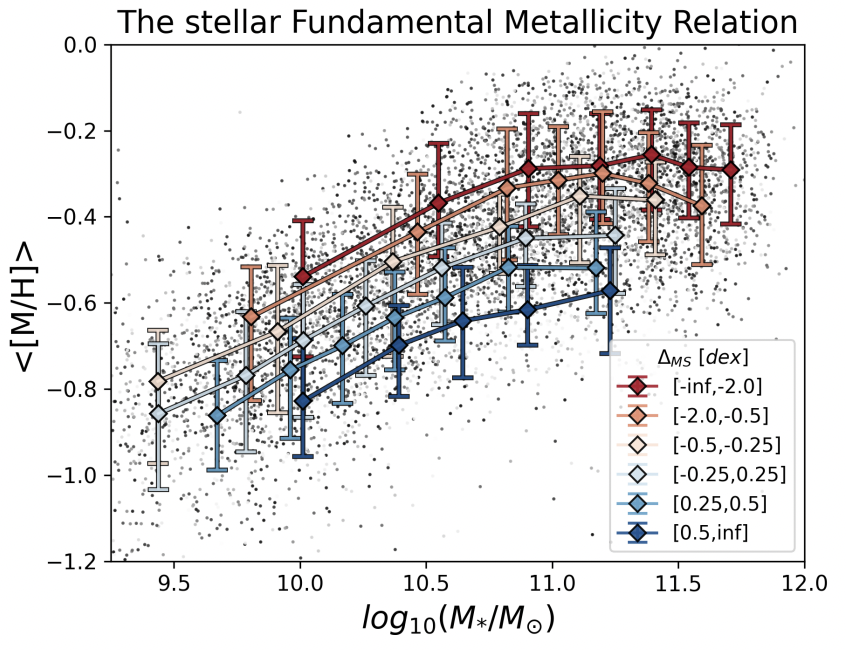 The stellar Fundamental Metallicity Relation
0.0
−0.2
−0.4
−0.6
−0.8
−1.0
−1.2
<[M/H]>
9.5 10.0 10.5 11.0 11.5 12.0
log₁₀(M*/M☉)
Δ_MS [dex]
[-inf,-2.0]
[-2.0,-0.5]
[-0.5,-0.25]
[-0.25,0.25]
[0.25,0.5]
[0.5,inf]